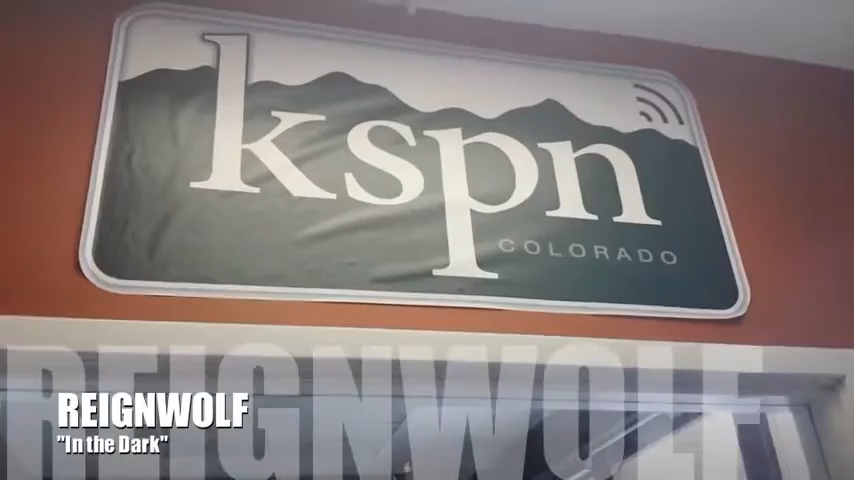 kspn
COLORADO
REIGNWOLF
REIGNWOLF
"In the Dark"